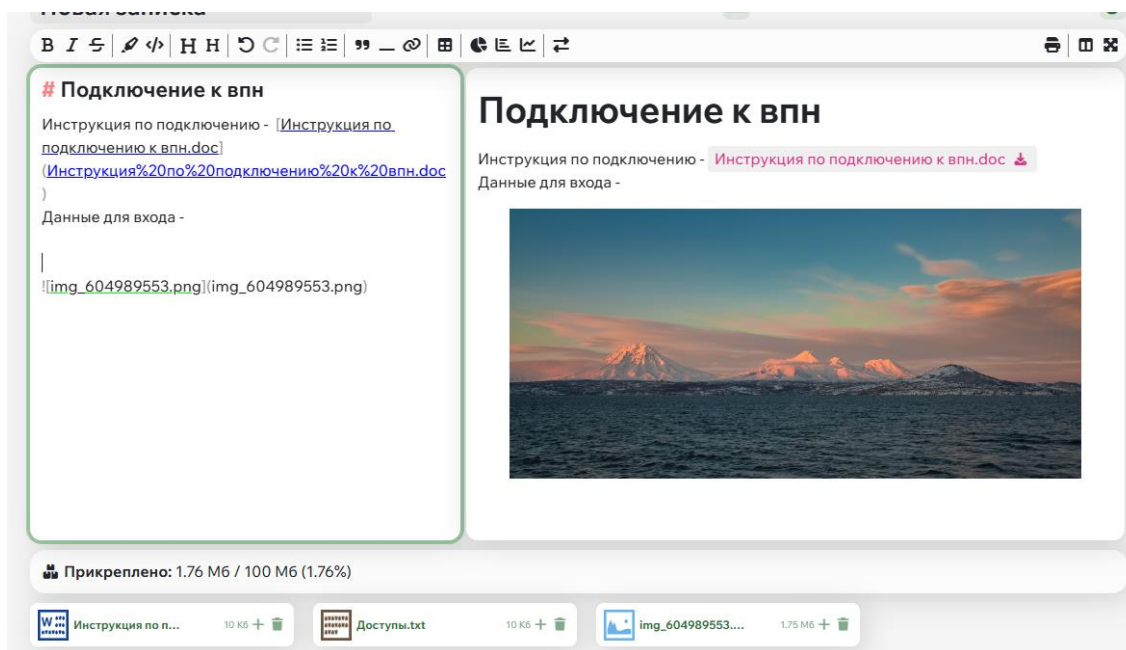 Новая записка
B I S </> H H
# Подключение к впн
Инструкция по подключению - [Инструкция по
подключению к впн.doc]
(Инструкция%20по%20подключению%20к%20впн.doc
)
Данные для входа -
![img_604989553.png](img_604989553.png)
Подключение к впн
Инструкция по подключению - Инструкция по подключению к впн.doc
Данные для входа -
Прикреплено: 1.76 Мб / 100 Мб (1.76%)
Инструкция по п... 10 Кб
Доступы.txt 10 Кб
img_604989553.... 1.75 Мб